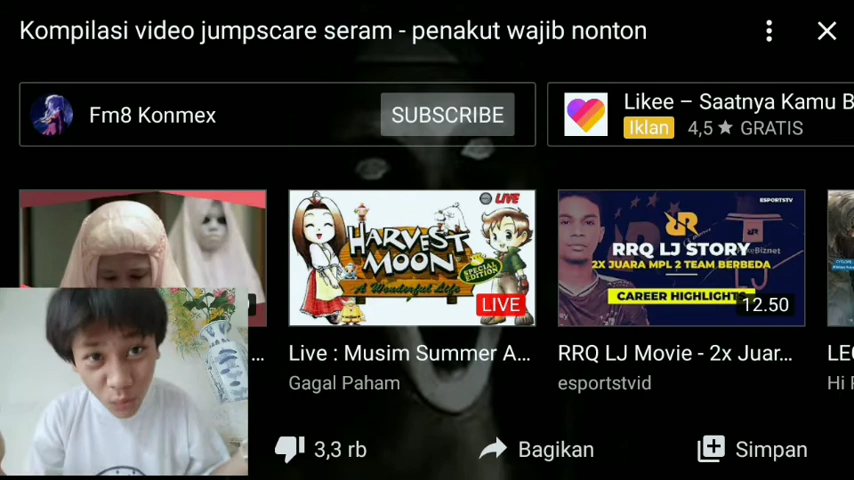 Kompilasi video jumpscare seram - penakut wajib nonton
Fm8 Konmex
SUBSCRIBE
Likee – Saatnya Kamu B
Iklan 4,5 ★ GRATIS
LIVE
HARVEST
MOON
SPECIAL EDITION
A Wonderful Life
LIVE
ESPORTSTV
RRQ LJ STORY
2X JUARA MPL 2 TEAM BERBEDA
CAREER HIGHLIGHTS
12.50
...
Live : Musim Summer A...
Gagal Paham
RRQ LJ Movie - 2x Juar...
esportstvid
LE
Hi
3,3 rb
Bagikan
Simpan